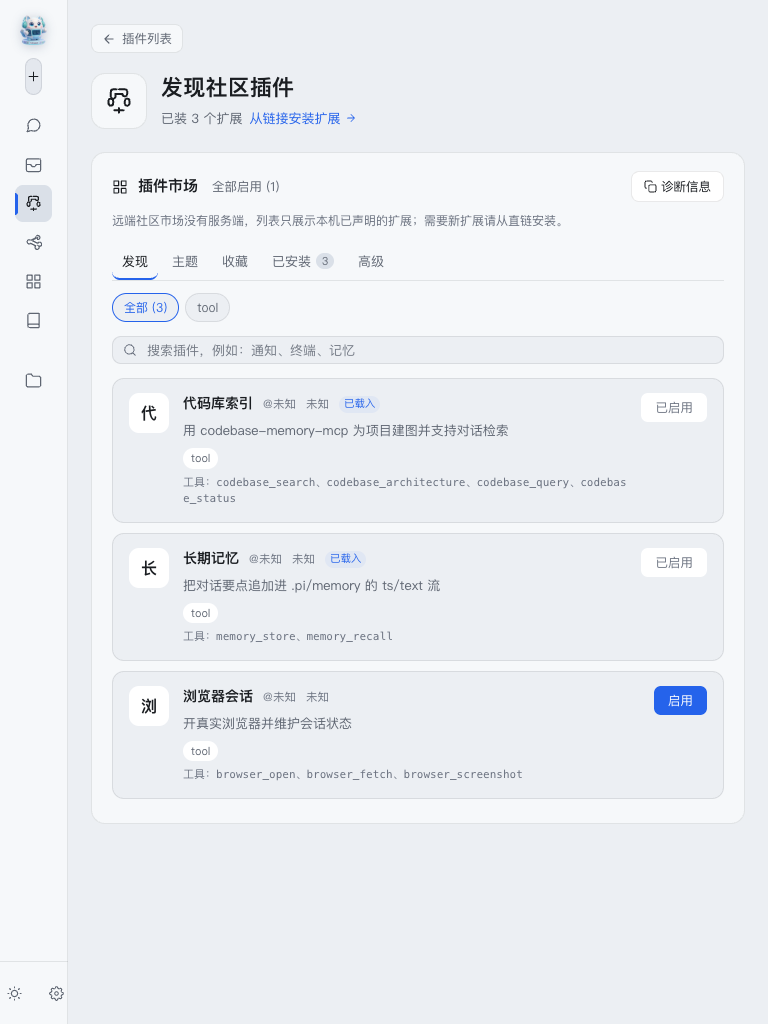 插件列表
发现社区插件
已装 3 个扩展 从链接安装扩展 →
插件市场 全部启用 (1) 诊断信息
远端社区市场没有服务端，列表只展示本机已声明的扩展；需要新扩展请从直链安装。
发现 主题 收藏 已安装 3 高级
全部 (3) tool
搜索插件，例如：通知、终端、记忆
代 代码库索引 @未知 未知 已载入 已启用
用 codebase-memory-mcp 为项目建图并支持对话检索
tool
工具：codebase_search、codebase_architecture、codebase_query、codebas
e_status
长 长期记忆 @未知 未知 已载入 已启用
把对话要点追加进 .pi/memory 的 ts/text 流
tool
工具：memory_store、memory_recall
浏 浏览器会话 @未知 未知 启用
开真实浏览器并维护会话状态
tool
工具：browser_open、browser_fetch、browser_screenshot